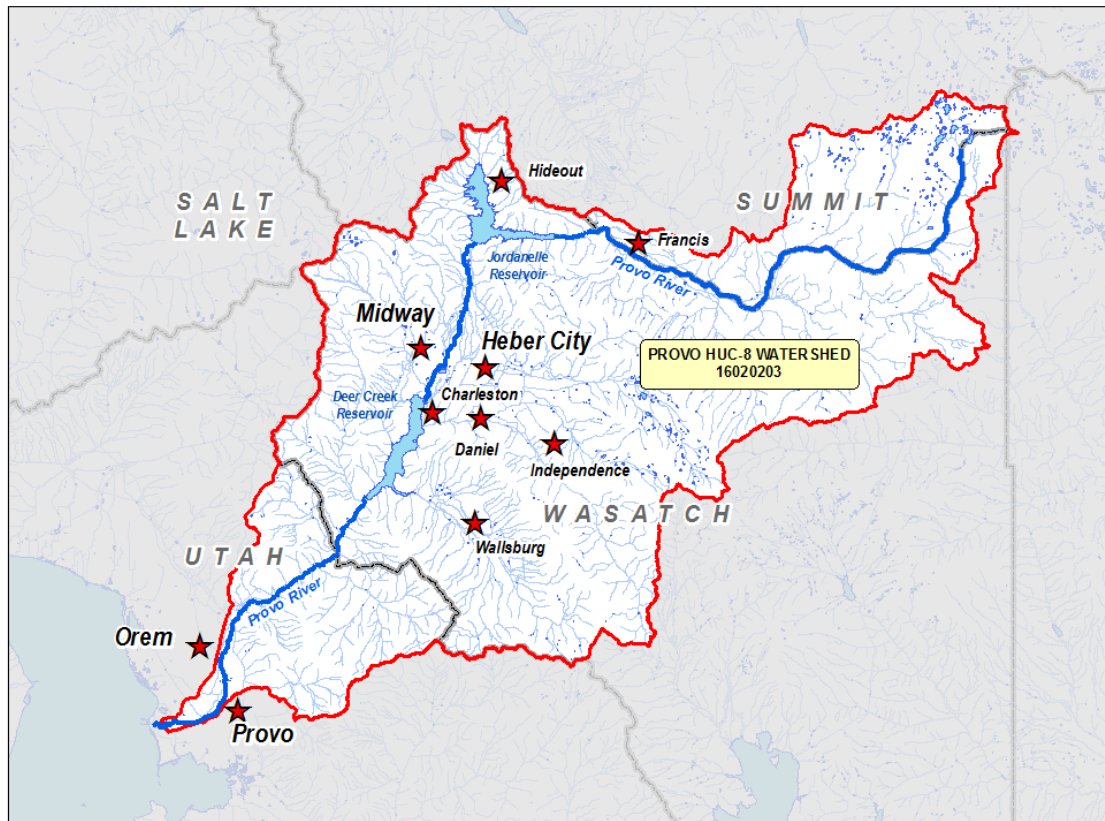 Hideout
SALT
LAKE
SUMMIT
Francis
Jordanelle
Reservoir
Provo River
Midway
Heber City
PROVO HUC-8 WATERSHED
16020203
Deer Creek
Reservoir
Charleston
Daniel
Independence
WASATCH
Wallsburg
UTAH
Provo River
Orem
Provo